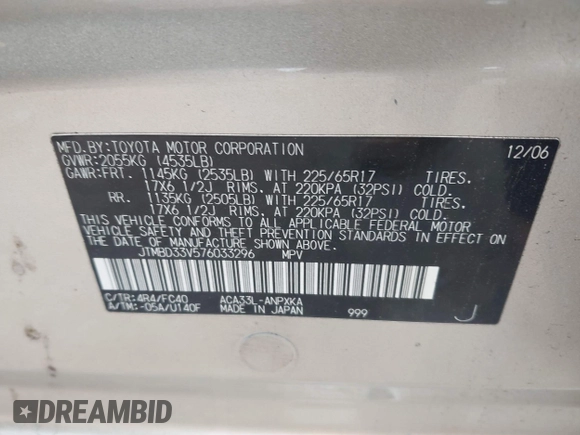 MFD.BY:TOYOTA MOTOR CORPORATION 12/06
GVWR:2055KG (4535LB)
GAWR:FRT. 1145KG (2535LB) WITH 225/65R17 TIRES.
17X6 1/2J RIMS. AT 220KPA (32PSI) COLD.
RR. 1135KG (2505LB) WITH 225/65R17 TIRES.
17X6 1/2J RIMS. AT 220KPA (32PSI) COLD.
THIS VEHICLE CONFORMS TO ALL APPLICABLE FEDERAL MOTOR
VEHICLE SAFETY AND THEFT PREVENTION STANDARDS IN EFFECT
ON THE DATE OF MANUFACTURE SHOWN ABOVE.
JTMBD33V576033296 MPV
C/TR:4R4/FC40 ACA33L-ANPXKA
A/TM:-05A/U140F MADE IN JAPAN 999 J
DREAMBID